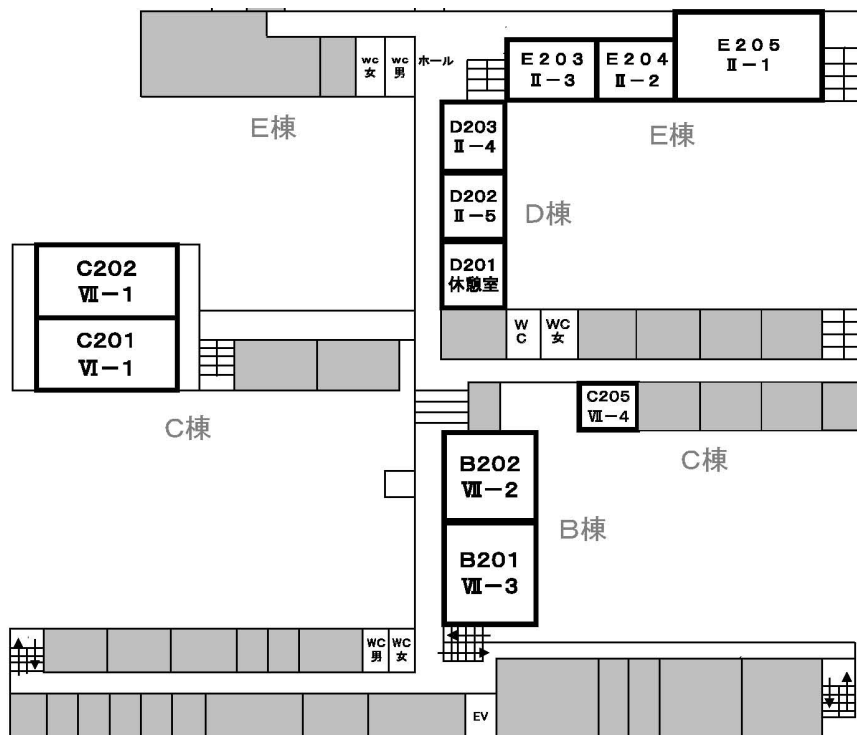 wc
女
wc
男
ホール
E203
Ⅱ－3
E204
Ⅱ－2
E205
Ⅱ－1
E棟
D203
Ⅱ－4
E棟
D202
Ⅱ－5
D棟
D201
休憩室
C202
Ⅶ－1
C201
Ⅵ－1
W
C
WC
女
C205
Ⅶ－4
C棟
C棟
B202
Ⅶ－2
B棟
B201
Ⅶ－3
WC
男
WC
女
EV